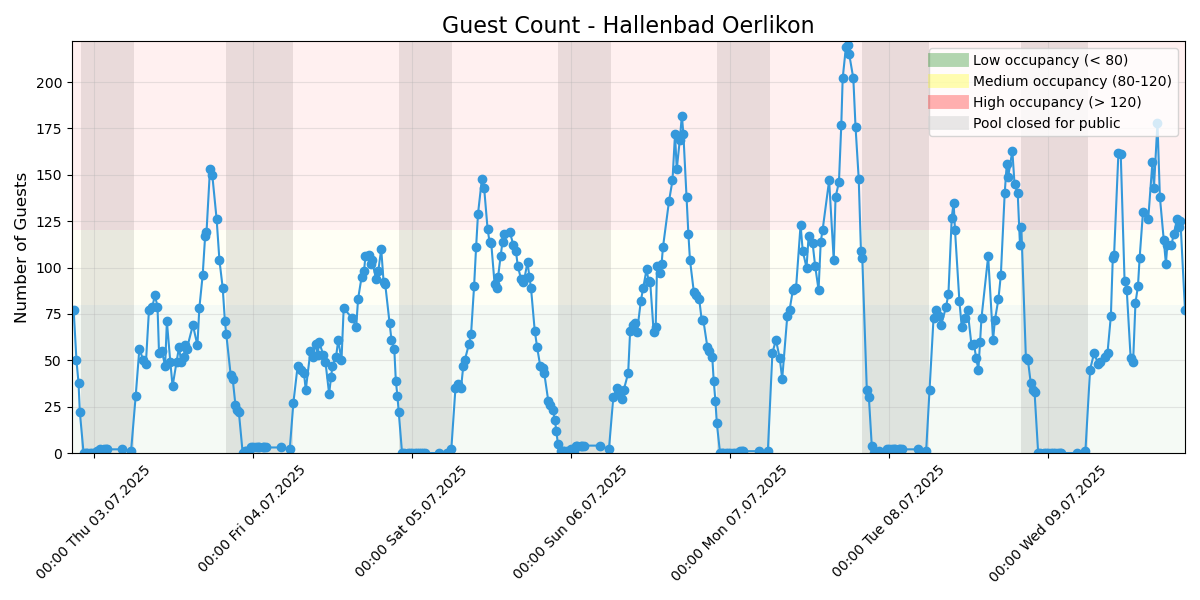 Guest Count - Hallenbad Oerlikon
Low occupancy (< 80)
Medium occupancy (80-120)
High occupancy (> 120)
Pool closed for public
Number of Guests
200
175
150
125
100
75
50
25
0
00:00 Thu 03.07.2025
00:00 Fri 04.07.2025
00:00 Sat 05.07.2025
00:00 Sun 06.07.2025
00:00 Mon 07.07.2025
00:00 Tue 08.07.2025
00:00 Wed 09.07.2025